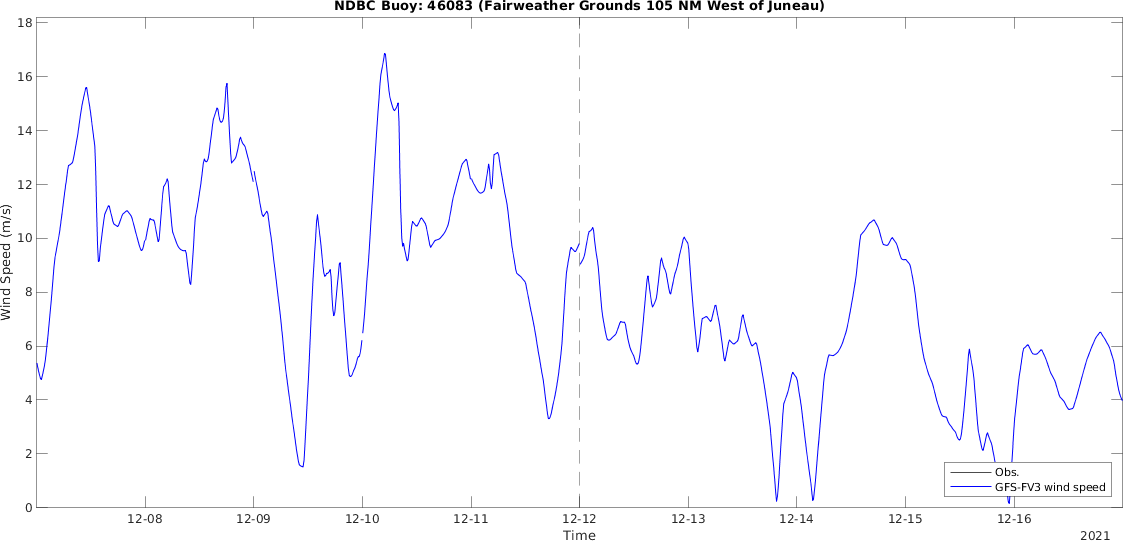 NDBC Buoy: 46083 (Fairweather Grounds 105 NM West of Juneau)
18
16
14
12
10
8
6
4
2
0
Wind Speed (m/s)
12-08 12-09 12-10 12-11 12-12 12-13 12-14 12-15 12-16
Time
2021
Obs.
GFS-FV3 wind speed